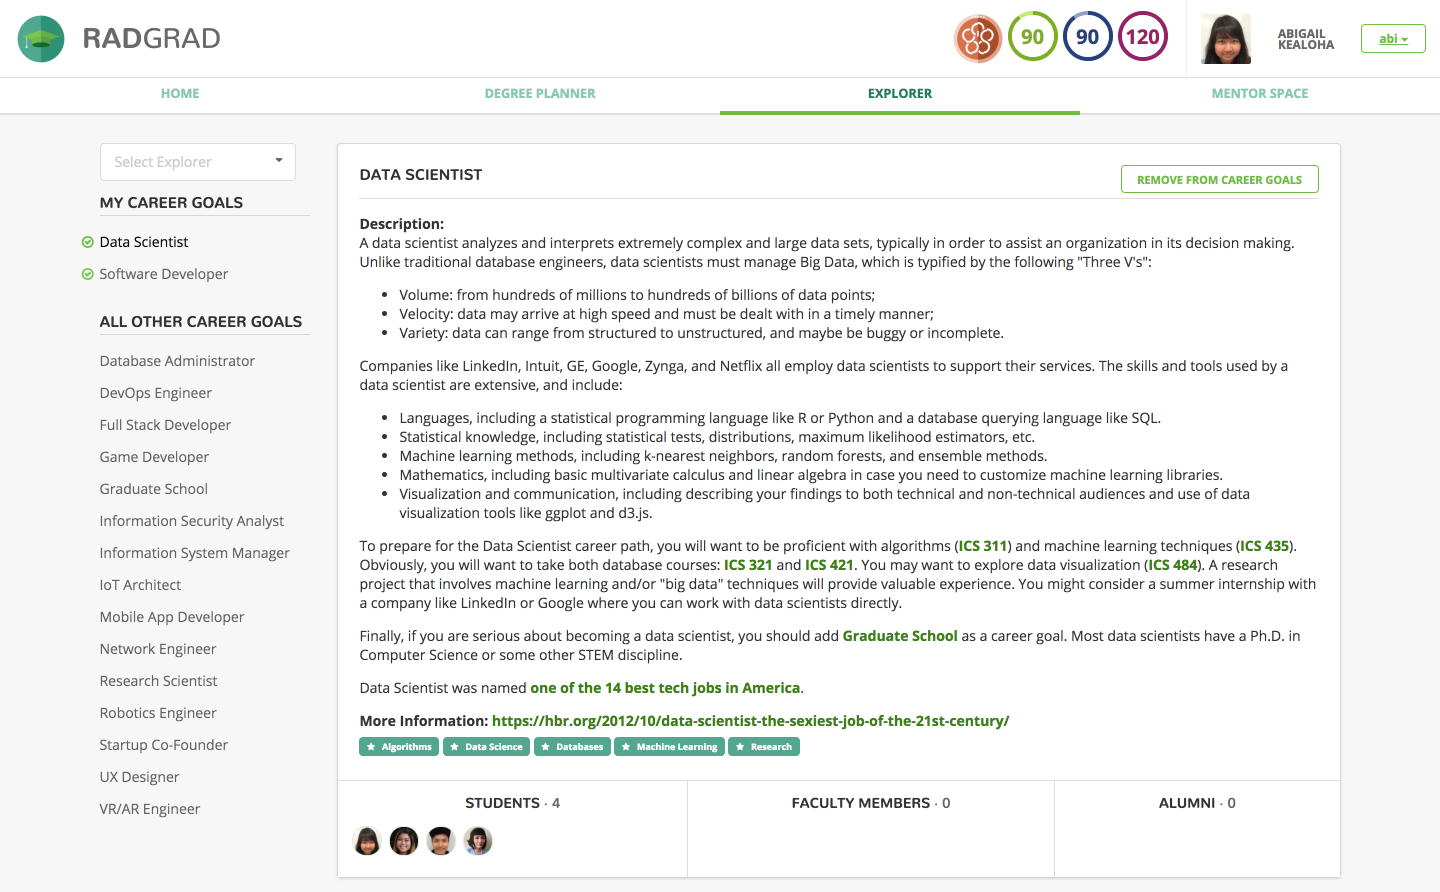 RADGRAD
90
90
120
ABIGAIL
KEALOHA
abi
HOME
DEGREE PLANNER
EXPLORER
MENTOR SPACE
Select Explorer
MY CAREER GOALS
Data Scientist
Software Developer
ALL OTHER CAREER GOALS
Database Administrator
DevOps Engineer
Full Stack Developer
Game Developer
Graduate School
Information Security Analyst
Information System Manager
IoT Architect
Mobile App Developer
Network Engineer
Research Scientist
Robotics Engineer
Startup Co-Founder
UX Designer
VR/AR Engineer
DATA SCIENTIST
REMOVE FROM CAREER GOALS
Description:
A data scientist analyzes and interprets extremely complex and large data sets, typically in order to assist an organization in its decision making.
Unlike traditional database engineers, data scientists must manage Big Data, which is typified by the following "Three V's":
• Volume: from hundreds of millions to hundreds of billions of data points;
• Velocity: data may arrive at high speed and must be dealt with in a timely manner;
• Variety: data can range from structured to unstructured, and maybe be buggy or incomplete.
Companies like LinkedIn, Intuit, GE, Google, Zynga, and Netflix all employ data scientists to support their services. The skills and tools used by a
data scientist are extensive, and include:
• Languages, including a statistical programming language like R or Python and a database querying language like SQL.
• Statistical knowledge, including statistical tests, distributions, maximum likelihood estimators, etc.
• Machine learning methods, including k-nearest neighbors, random forests, and ensemble methods.
• Mathematics, including basic multivariate calculus and linear algebra in case you need to customize machine learning libraries.
• Visualization and communication, including describing your findings to both technical and non-technical audiences and use of data
visualization tools like ggplot and d3.js.
To prepare for the Data Scientist career path, you will want to be proficient with algorithms (ICS 311) and machine learning techniques (ICS 435).
Obviously, you will want to take both database courses: ICS 321 and ICS 421. You may want to explore data visualization (ICS 484). A research
project that involves machine learning and/or "big data" techniques will provide valuable experience. You might consider a summer internship with
a company like LinkedIn or Google where you can work with data scientists directly.
Finally, if you are serious about becoming a data scientist, you should add Graduate School as a career goal. Most data scientists have a Ph.D. in
Computer Science or some other STEM discipline.
Data Scientist was named one of the 14 best tech jobs in America.
More Information: https://hbr.org/2012/10/data-scientist-the-sexiest-job-of-the-21st-century/
Algorithms
Data Science
Databases
Machine Learning
Research
STUDENTS · 4
FACULTY MEMBERS · 0
ALUMNI · 0